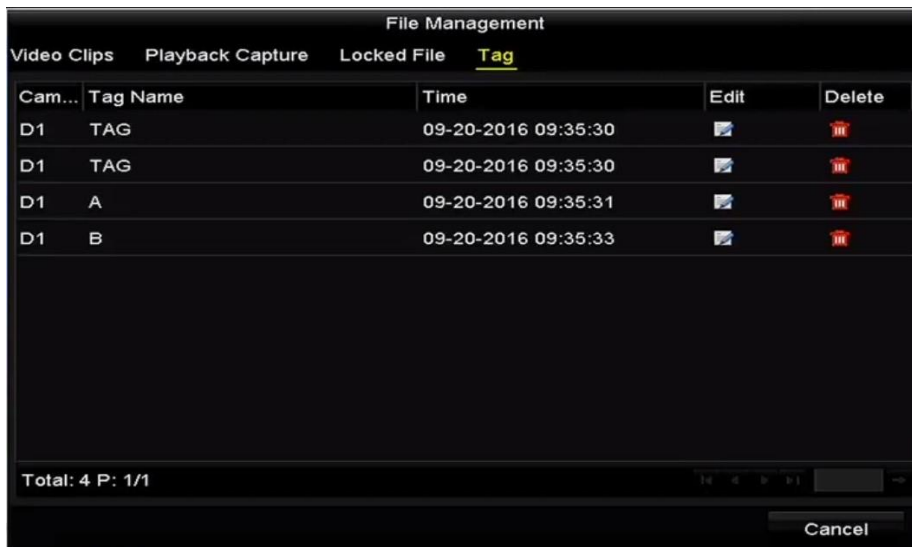 File Management
Video Clips Playback Capture Locked File Tag
Cam... Tag Name Time Edit Delete
D1 TAG 09-20-2016 09:35:30
D1 TAG 09-20-2016 09:35:30
D1 A 09-20-2016 09:35:31
D1 B 09-20-2016 09:35:33
Total: 4 P: 1/1
Cancel